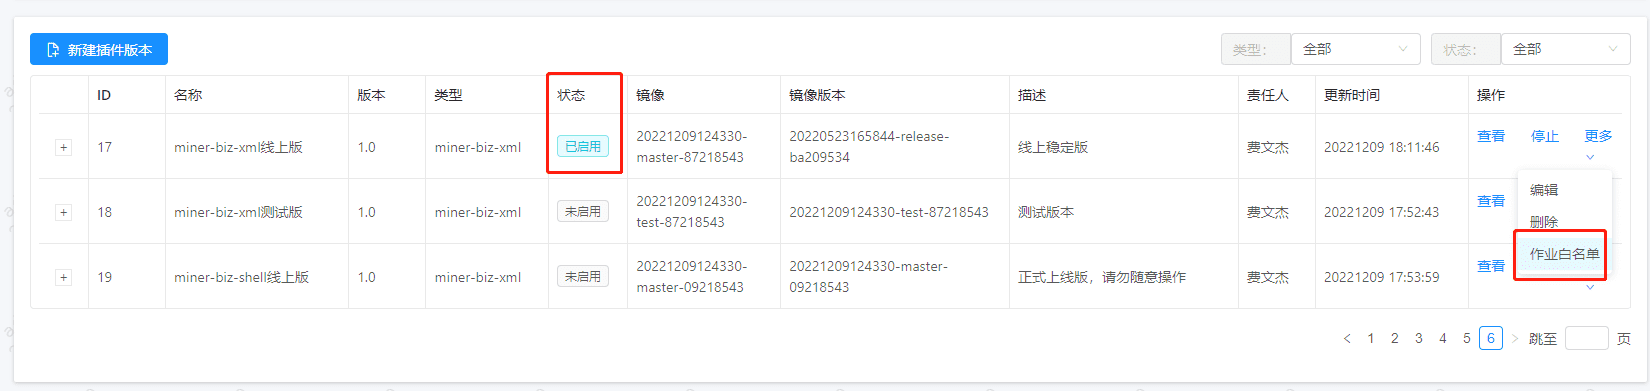 新建插件版本
类型: 全部 状态: 全部
ID 名称 版本 类型 状态 镜像 镜像版本 描述 责任人 更新时间 操作
+ 17 miner-biz-xml线上版 1.0 miner-biz-xml 已启用 20221209124330-master-87218543 20220523165844-release-ba209534 线上稳定版 费文杰 20221209 18:11:46 查看 停止 更多
+ 18 miner-biz-xml测试版 1.0 miner-biz-xml 未启用 20221209124330-test-87218543 20221209124330-test-87218543 测试版本 费文杰 20221209 17:52:43 查看
编辑
删除
作业白名单
+ 19 miner-biz-shell线上版 1.0 miner-biz-xml 未启用 20221209124330-master-09218543 20221209124330-master-09218543 正式上线版，请勿随意操作 费文杰 20221209 17:53:59 查看
< 1 2 3 4 5 6 > 跳至 页